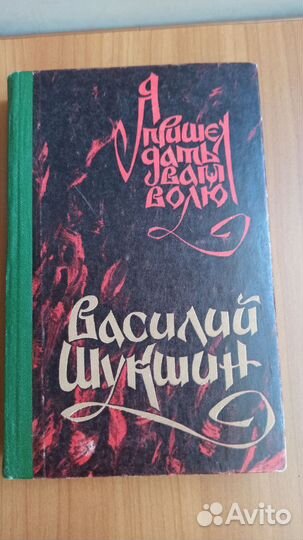 Я
пришел
дать
вам
волю
Василий
Шукшин
Avito